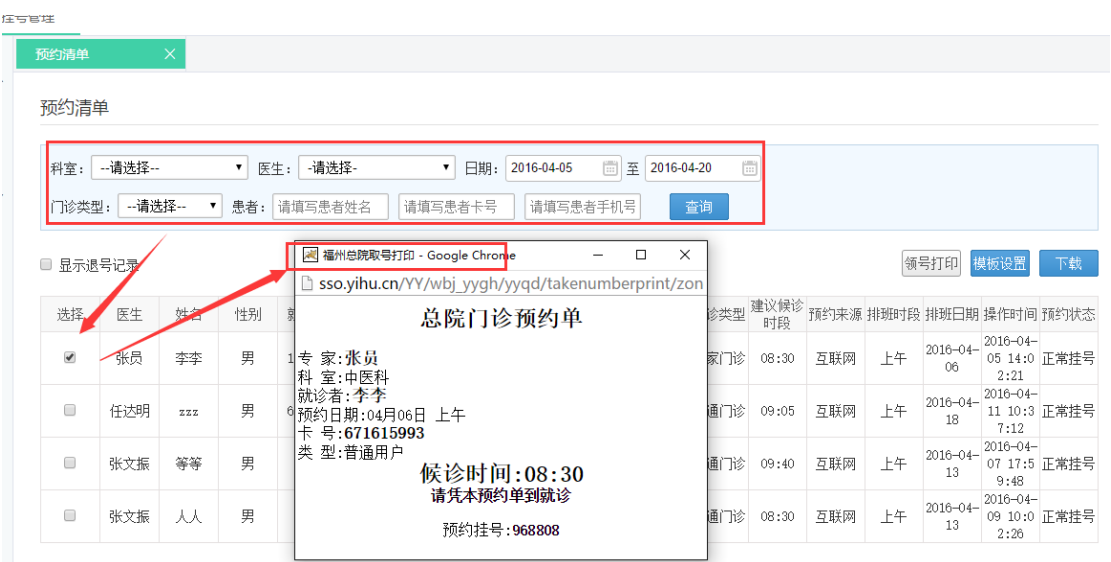 挂号管理
预约清单
预约清单
科室： --请选择-- 医生： -请选择- 日期： 2016-04-05 至 2016-04-20
门诊类型： --请选择-- 患者： 请填写患者姓名 请填写患者卡号 请填写患者手机号 查询
显示退号记录 领号打印 模板设置 下载
福州总院取号打印 - Google Chrome
sso.yihu.cn/YY/wbj_yygh/yyqd/takenumberprint/zon
总院门诊预约单
专 家:张员
科 室:中医科
就诊者:李李
预约日期:04月06日 上午
卡 号:671615993
类 型:普通用户
候诊时间:08:30
请凭本预约单到就诊
预约挂号:968808
选择 医生 姓名 性别 诊类型 建议候诊时段 预约来源 排班时段 排班日期 操作时间 预约状态
张员 李李 男 1 家门诊 08:30 互联网 上午 2016-04-06 2016-04-05 14:02:21 正常挂号
任达明 zzz 男 6 通门诊 09:05 互联网 上午 2016-04-18 2016-04-11 10:37:12 正常挂号
张文振 等等 男 通门诊 09:40 互联网 上午 2016-04-13 2016-04-07 17:59:48 正常挂号
张文振 人人 男 通门诊 08:30 互联网 上午 2016-04-13 2016-04-09 10:02:26 正常挂号